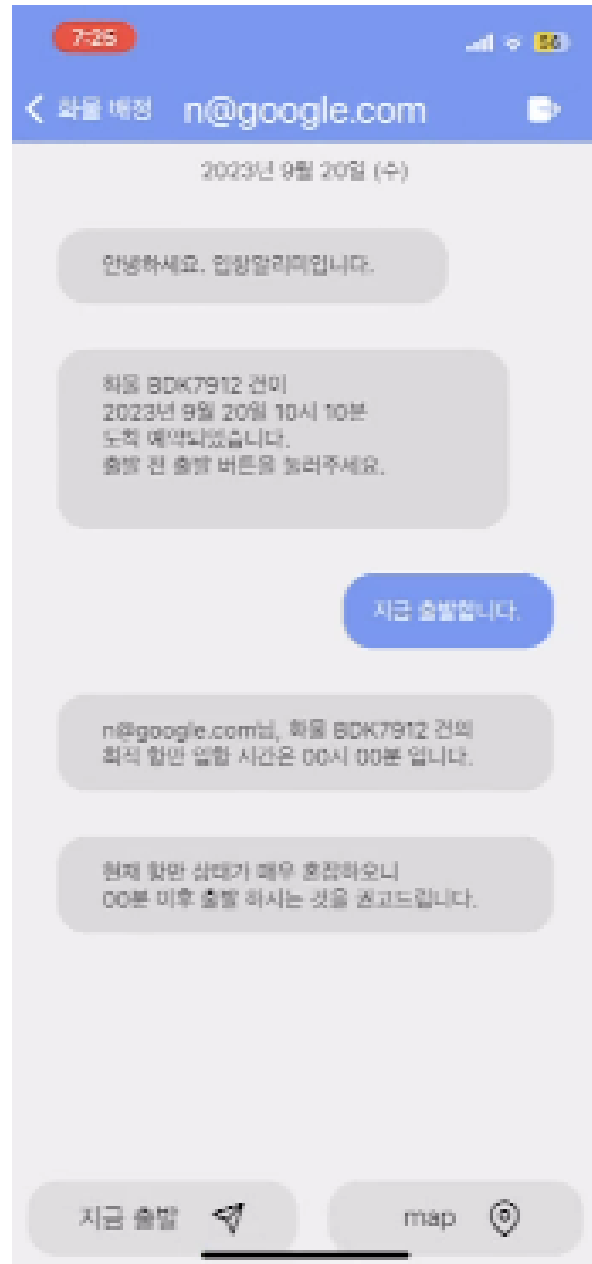 7:25
56
화물 배정
n@google.com
2023년 9월 20일 (수)
안녕하세요. 입항알리미입니다.
화물 BDK7912 건이
2023년 9월 20일 10시 10분
도착 예약되었습니다.
출발 전 출발 버튼을 눌러주세요.
지금 출발합니다.
n@google.com님, 화물 BDK7912 건의
최적 항만 입항 시간은 00시 00분 입니다.
현재 항만 상태가 매우 혼잡하오니
00분 이후 출발 하시는 것을 권고드립니다.
지금 출발
map